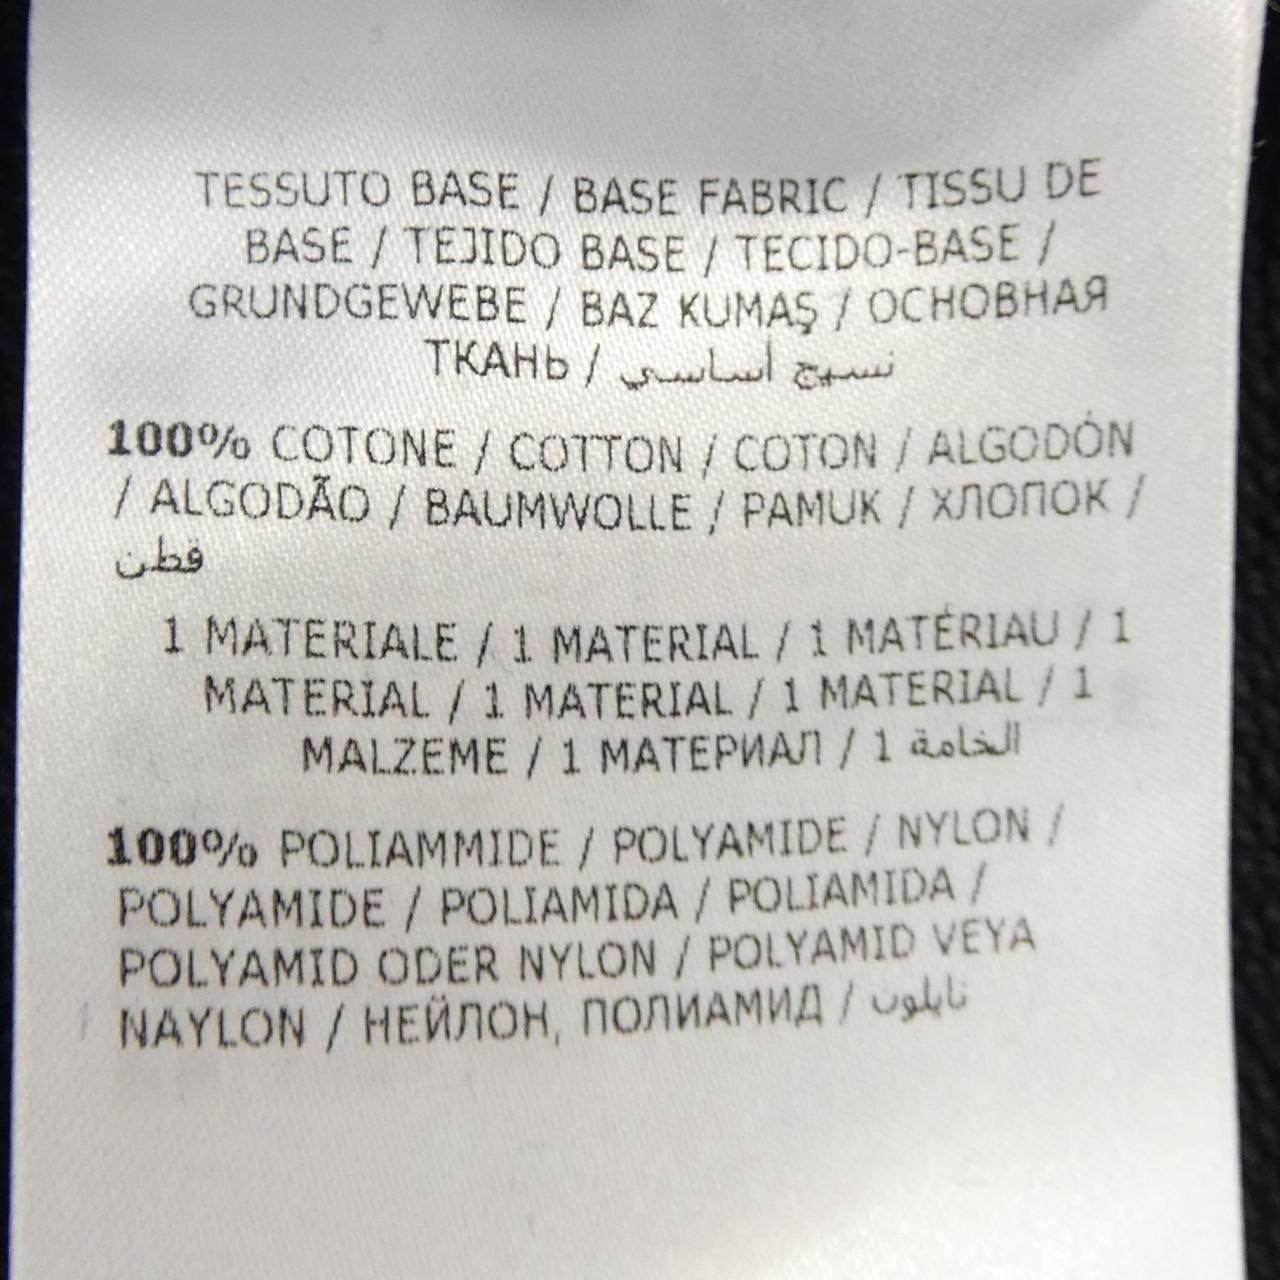 TESSUTO BASE / BASE FABRIC / TISSU DE
BASE / TEJIDO BASE / TECIDO-BASE /
GRUNDGEWEBE / BAZ KUMAŞ / ОСНОВНАЯ
ТКАНЬ / نسيج أساسي
100% COTONE / COTTON / COTON / ALGODÓN
/ ALGODÃO / BAUMWOLLE / PAMUK / ХЛОПОК /
قطن
1 MATERIALE / 1 MATERIAL / 1 MATÉRIAU / 1
MATERIAL / 1 MATERIAL / 1 MATERIAL / 1
MALZEME / 1 МАТЕРИАЛ / 1 الخامة
100% POLIAMMIDE / POLYAMIDE / NYLON /
POLYAMIDE / POLIAMIDA / POLIAMIDA /
POLYAMID ODER NYLON / POLYAMID VEYA
NAYLON / НЕЙЛОН, ПОЛИАМИД / نايلون